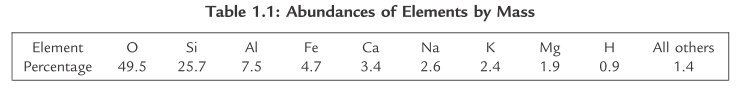 Table 1.1: Abundances of Elements by Mass
Element O Si Al Fe Ca Na K Mg H All others
Percentage 49.5 25.7 7.5 4.7 3.4 2.6 2.4 1.9 0.9 1.4